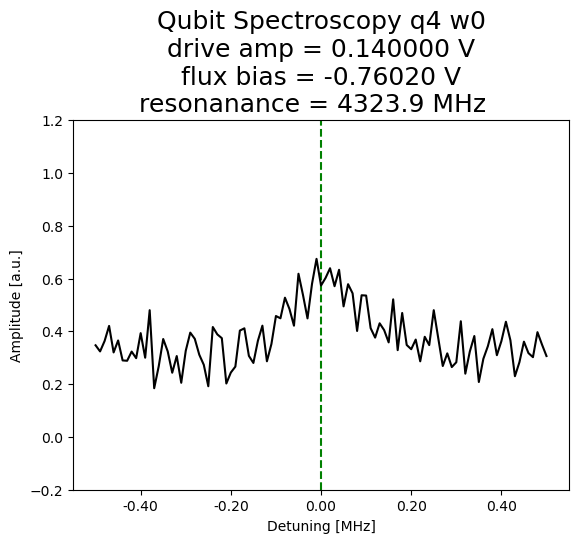 Qubit Spectroscopy q4 w0
drive amp = 0.140000 V
flux bias = -0.76020 V
resonanance = 4323.9 MHz
1.2
1.0
0.8
0.6
0.4
0.2
0.0
−0.2
Amplitude [a.u.]
-0.40
-0.20
0.00
0.20
0.40
Detuning [MHz]